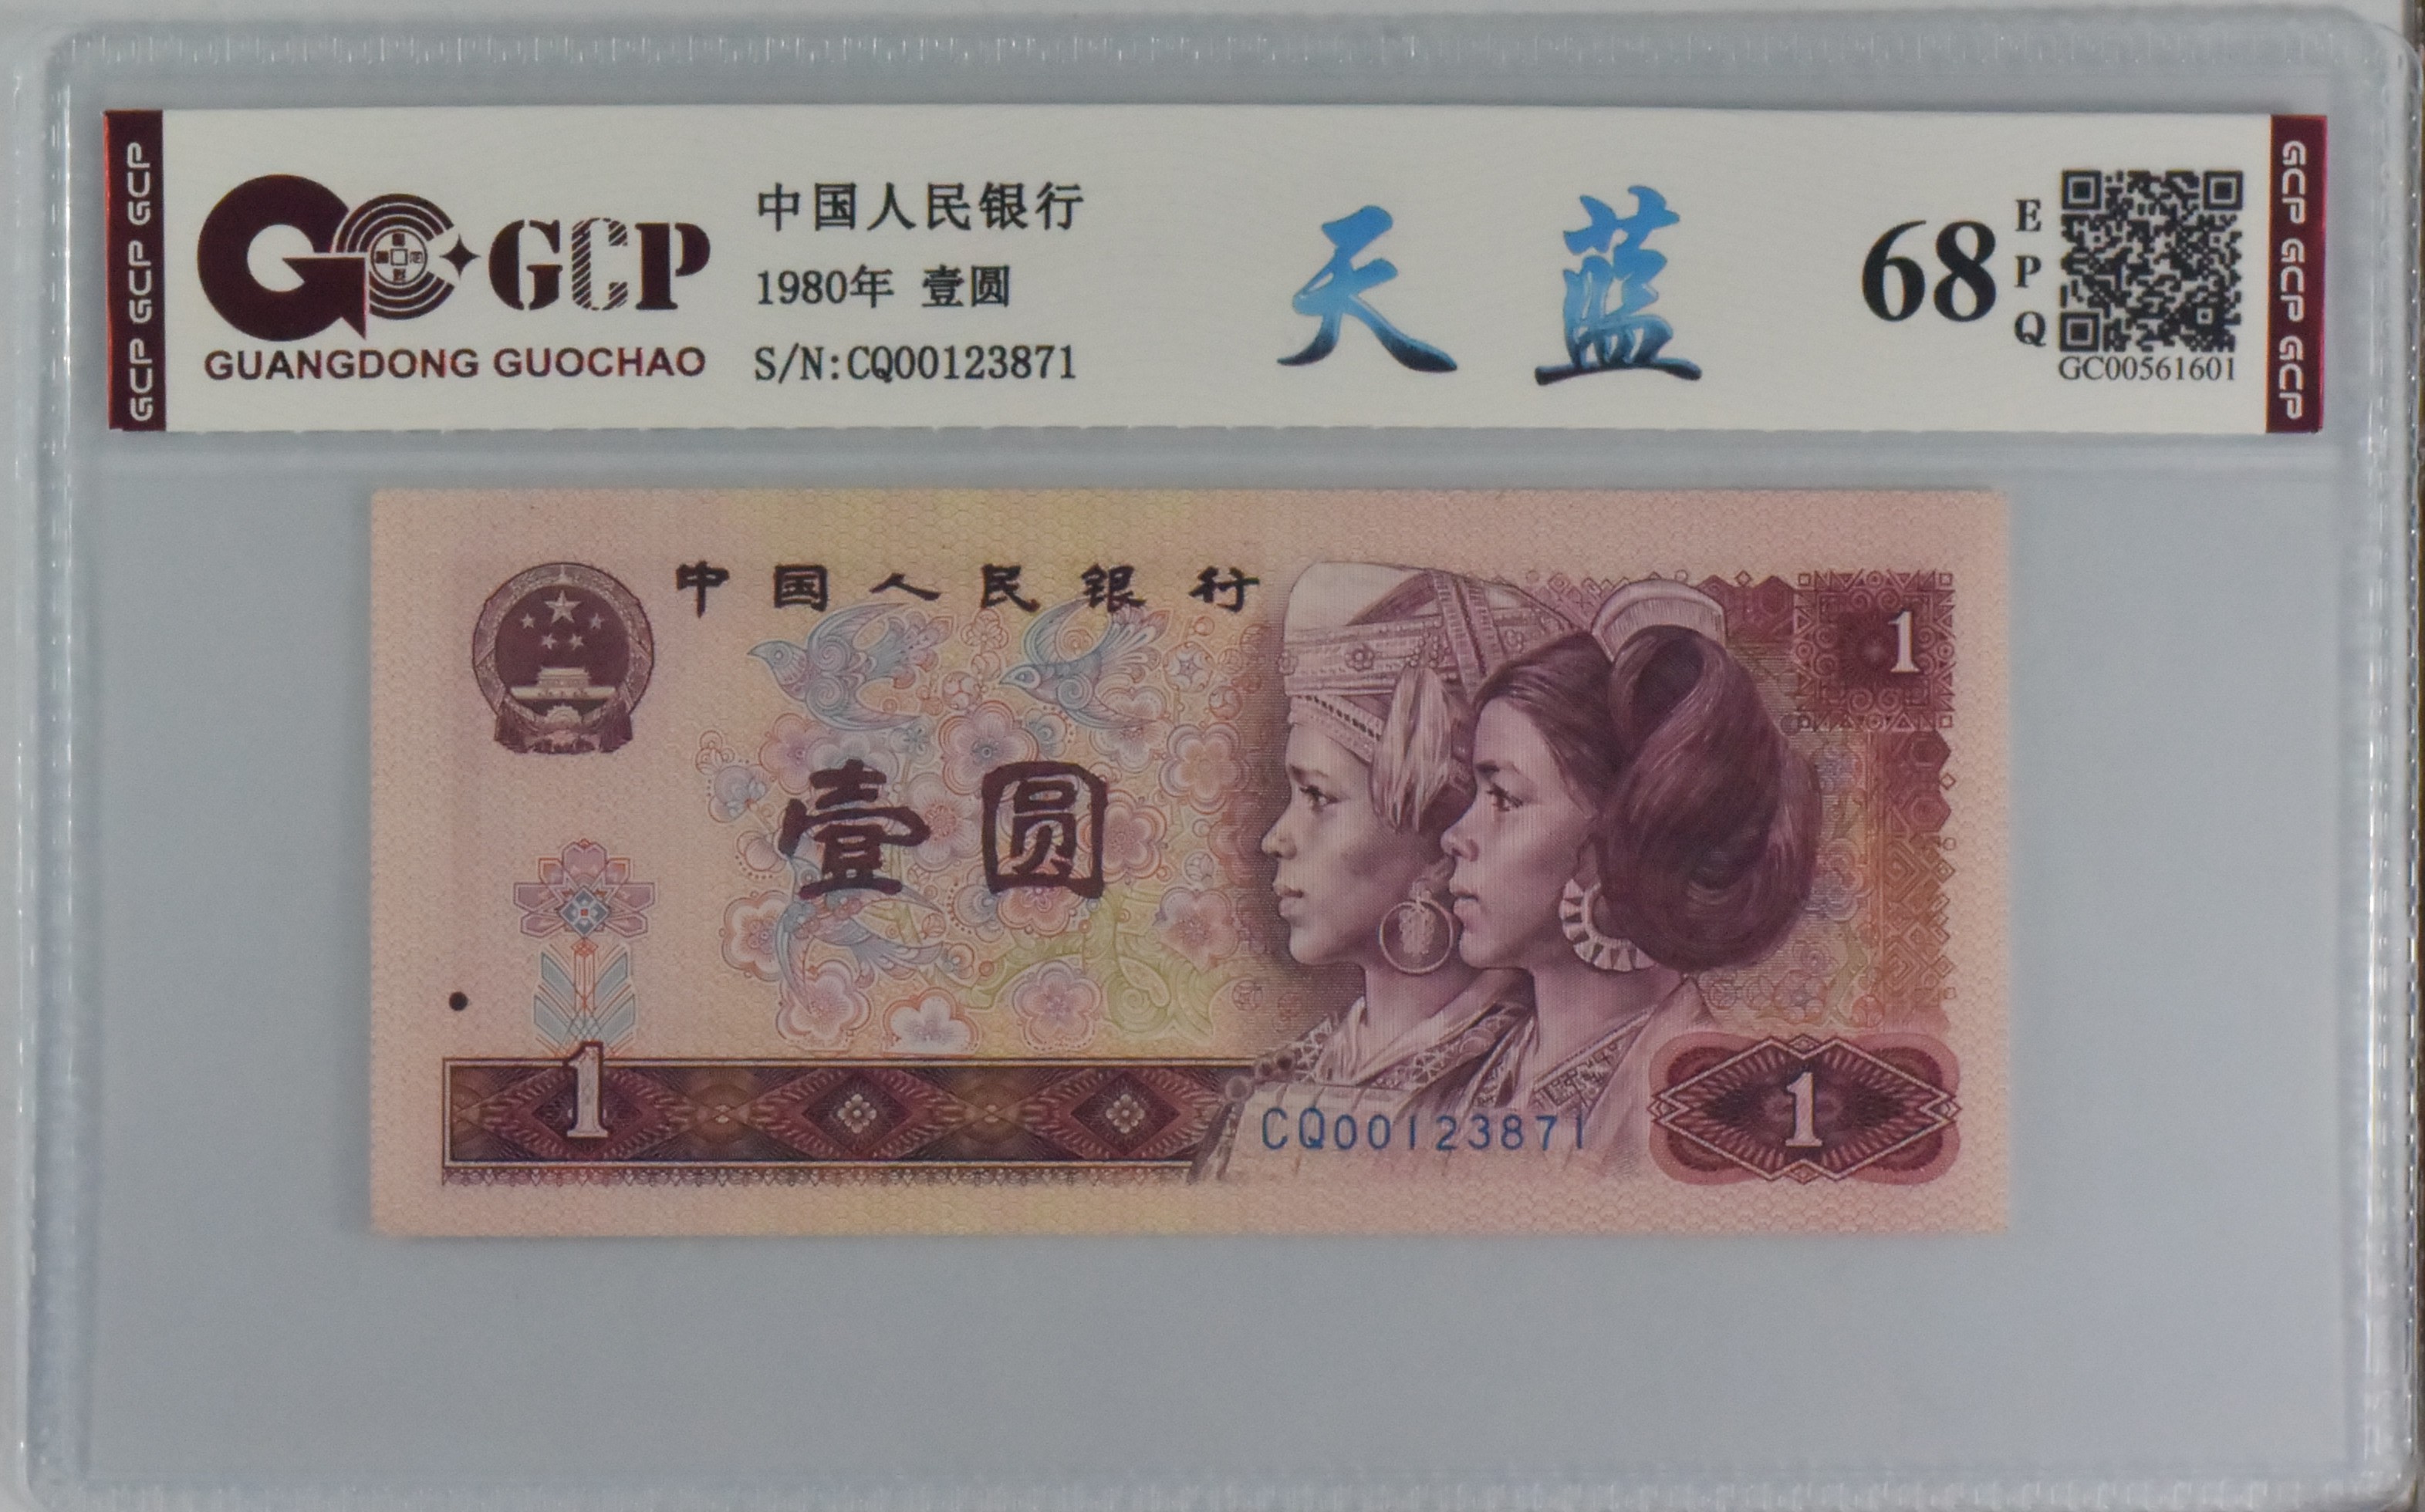 GCP GCP GCP
GCP
GUANGDONG GUOCHAO
中国人民银行
1980年 壹圆
S/N:CQ00123871
天蓝
68
EPQ
GC00561601
GCP GCP GCP
中国人民银行
1
壹圆
1
CQ00123871
1